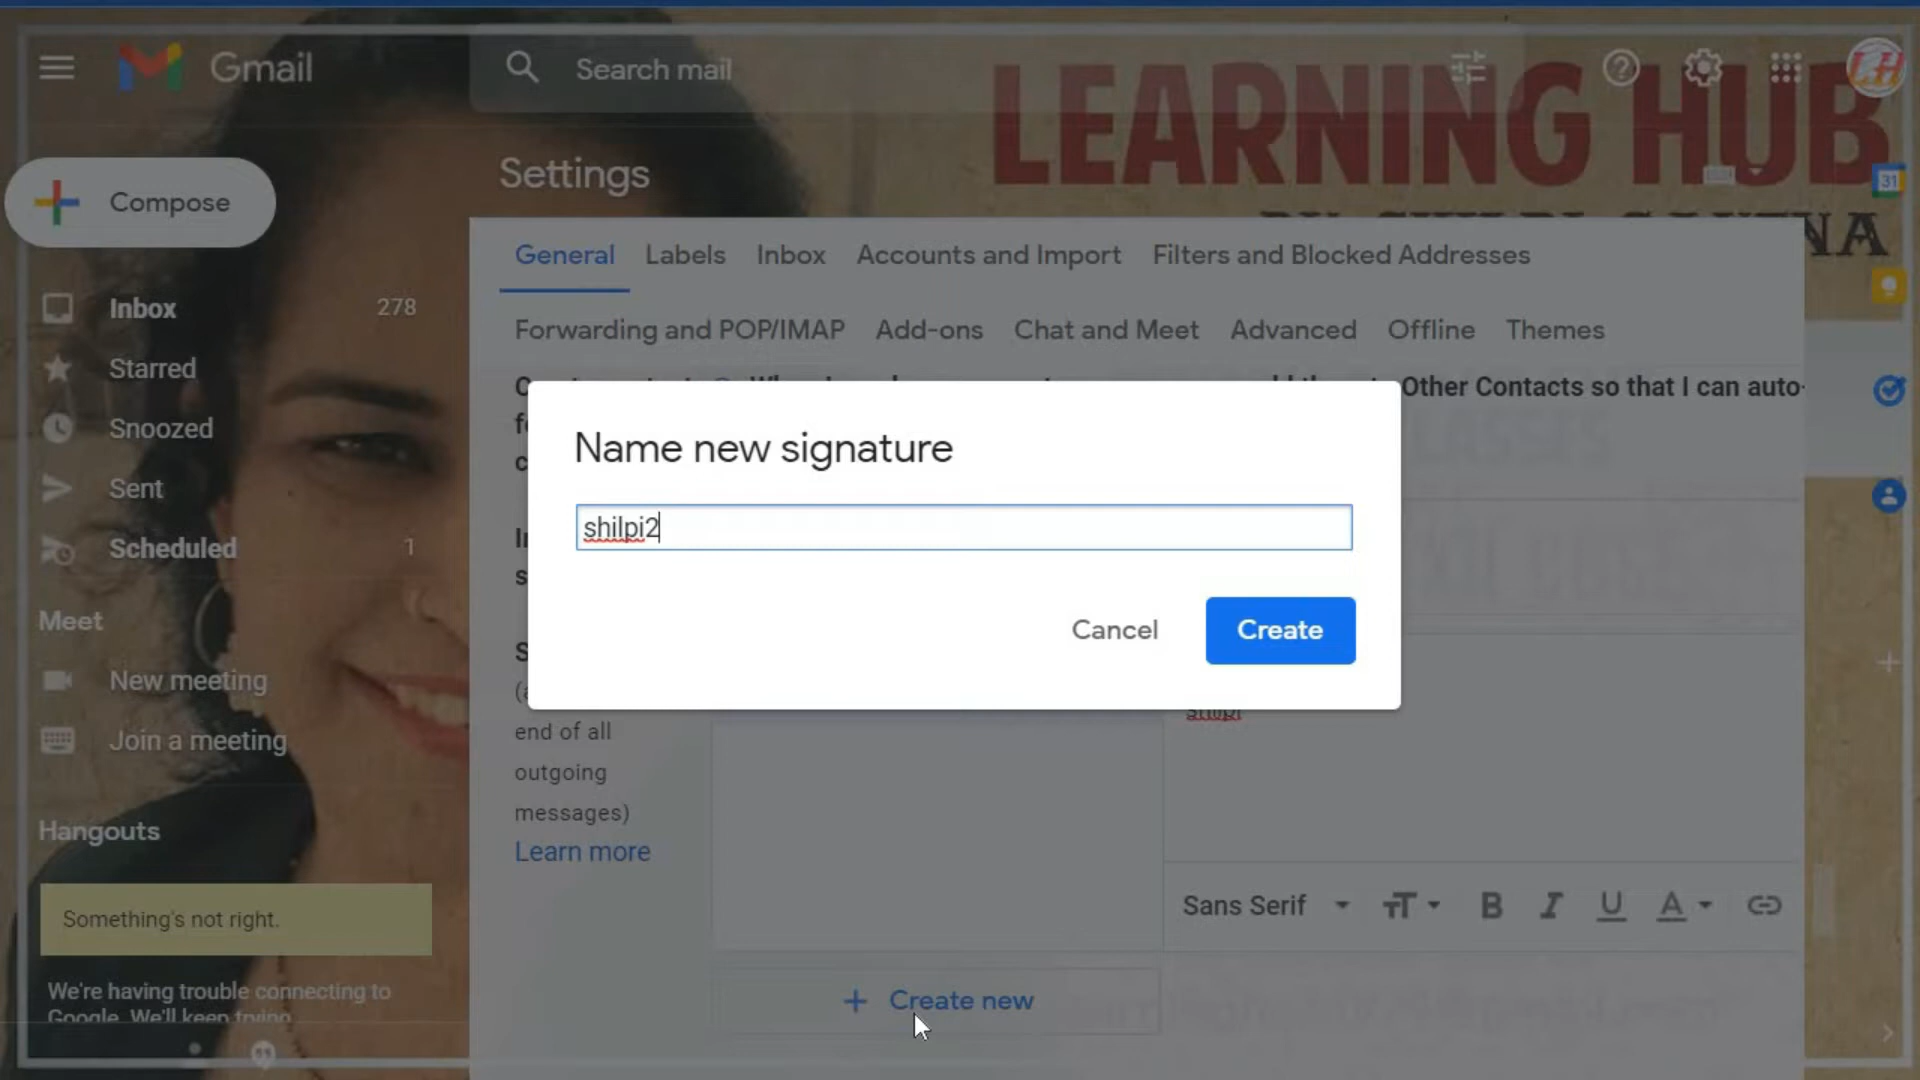 Gmail
Search mail
LEARNING HUB
NA
Compose
Settings
31
General Labels Inbox Accounts and Import Filters and Blocked Addresses
Forwarding and POP/IMAP Add-ons Chat and Meet Advanced Offline Themes
Inbox 278
Starred
Snoozed
Sent
Scheduled 1
Meet
New meeting
Join a meeting
Hangouts
Something's not right.
We're having trouble connecting to
Google. We'll keep trying
Other Contacts so that I can auto-
Name new signature
shilpi2
Cancel Create
shilpi
end of all
outgoing
messages)
Learn more
Sans Serif
Create new